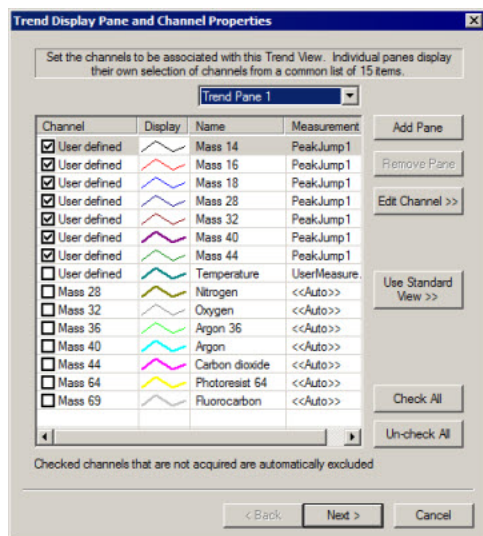 Trend Display Pane and Channel Properties
Set the channels to be associated with this Trend View. Individual panes display
their own selection of channels from a common list of 15 items.
Trend Pane 1
Channel Display Name Measurement
User defined Mass 14 PeakJump1
User defined Mass 16 PeakJump1
User defined Mass 18 PeakJump1
User defined Mass 28 PeakJump1
User defined Mass 32 PeakJump1
User defined Mass 40 PeakJump1
User defined Mass 44 PeakJump1
User defined Temperature UserMeasure.
Mass 28 Nitrogen <<Auto>>
Mass 32 Oxygen <<Auto>>
Mass 36 Argon 36 <<Auto>>
Mass 40 Argon <<Auto>>
Mass 44 Carbon dioxide <<Auto>>
Mass 64 Photoresist 64 <<Auto>>
Mass 69 Fluorocarbon <<Auto>>
Add Pane
Remove Pane
Edit Channel >>
Use Standard
View >>
Check All
Un-check All
Checked channels that are not acquired are automatically excluded
< Back
Next >
Cancel